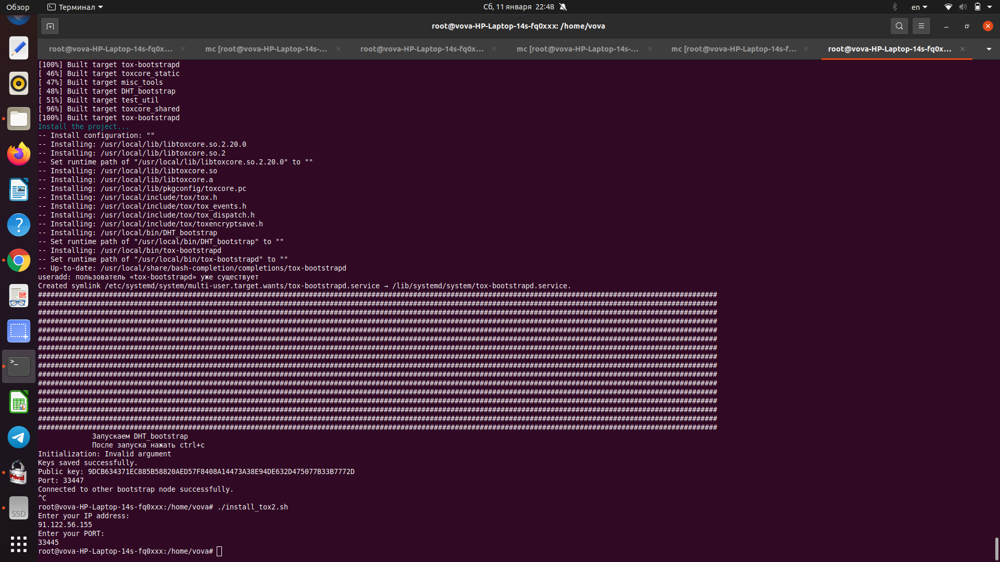 Обзор
Терминал
Сб, 11 января 22:48
en
root@vova-HP-Laptop-14s-fq0xxx: /home/vova
root@vova-HP-Laptop-14s-fq0x...
mc [root@vova-HP-Laptop-14s-...
root@vova-HP-Laptop-14s-fq0x...
mc [root@vova-HP-Laptop-14s-...
mc [root@vova-HP-Laptop-14s-f...
root@vova-HP-Laptop-14s-fq0x...
[100%] Built target tox-bootstrapd
[ 46%] Built target toxcore_static
[ 47%] Built target misc_tools
[ 48%] Built target DHT_bootstrap
[ 51%] Built target test_util
[ 96%] Built target toxcore_shared
[100%] Built target tox-bootstrapd
Install the project...
-- Install configuration: ""
-- Installing: /usr/local/lib/libtoxcore.so.2.20.0
-- Installing: /usr/local/lib/libtoxcore.so.2
-- Set runtime path of "/usr/local/lib/libtoxcore.so.2.20.0" to ""
-- Installing: /usr/local/lib/libtoxcore.so
-- Installing: /usr/local/lib/libtoxcore.a
-- Installing: /usr/local/lib/pkgconfig/toxcore.pc
-- Installing: /usr/local/include/tox/tox.h
-- Installing: /usr/local/include/tox/tox_events.h
-- Installing: /usr/local/include/tox/tox_dispatch.h
-- Installing: /usr/local/include/tox/toxencryptsave.h
-- Installing: /usr/local/bin/DHT_bootstrap
-- Set runtime path of "/usr/local/bin/DHT_bootstrap" to ""
-- Installing: /usr/local/bin/tox-bootstrapd
-- Set runtime path of "/usr/local/bin/tox-bootstrapd" to ""
-- Up-to-date: /usr/local/share/bash-completion/completions/tox-bootstrapd
useradd: пользователь «tox-bootstrapd» уже существует
Created symlink /etc/systemd/system/multi-user.target.wants/tox-bootstrapd.service → /lib/systemd/system/tox-bootstrapd.service.
Запускаем DHT_bootstrap
После запуска нажать ctrl+c
Initialization: Invalid argument
Keys saved successfully.
Public key: 9DCB634371EC885B58820AED57F8408A14473A38E94DE632D475077B33B7772D
Port: 33447
Connected to other bootstrap node successfully.
^C
root@vova-HP-Laptop-14s-fq0xxx:/home/vova# ./install_tox2.sh
Enter your IP address:
91.122.56.155
Enter your PORT:
33445
root@vova-HP-Laptop-14s-fq0xxx:/home/vova#
SSD